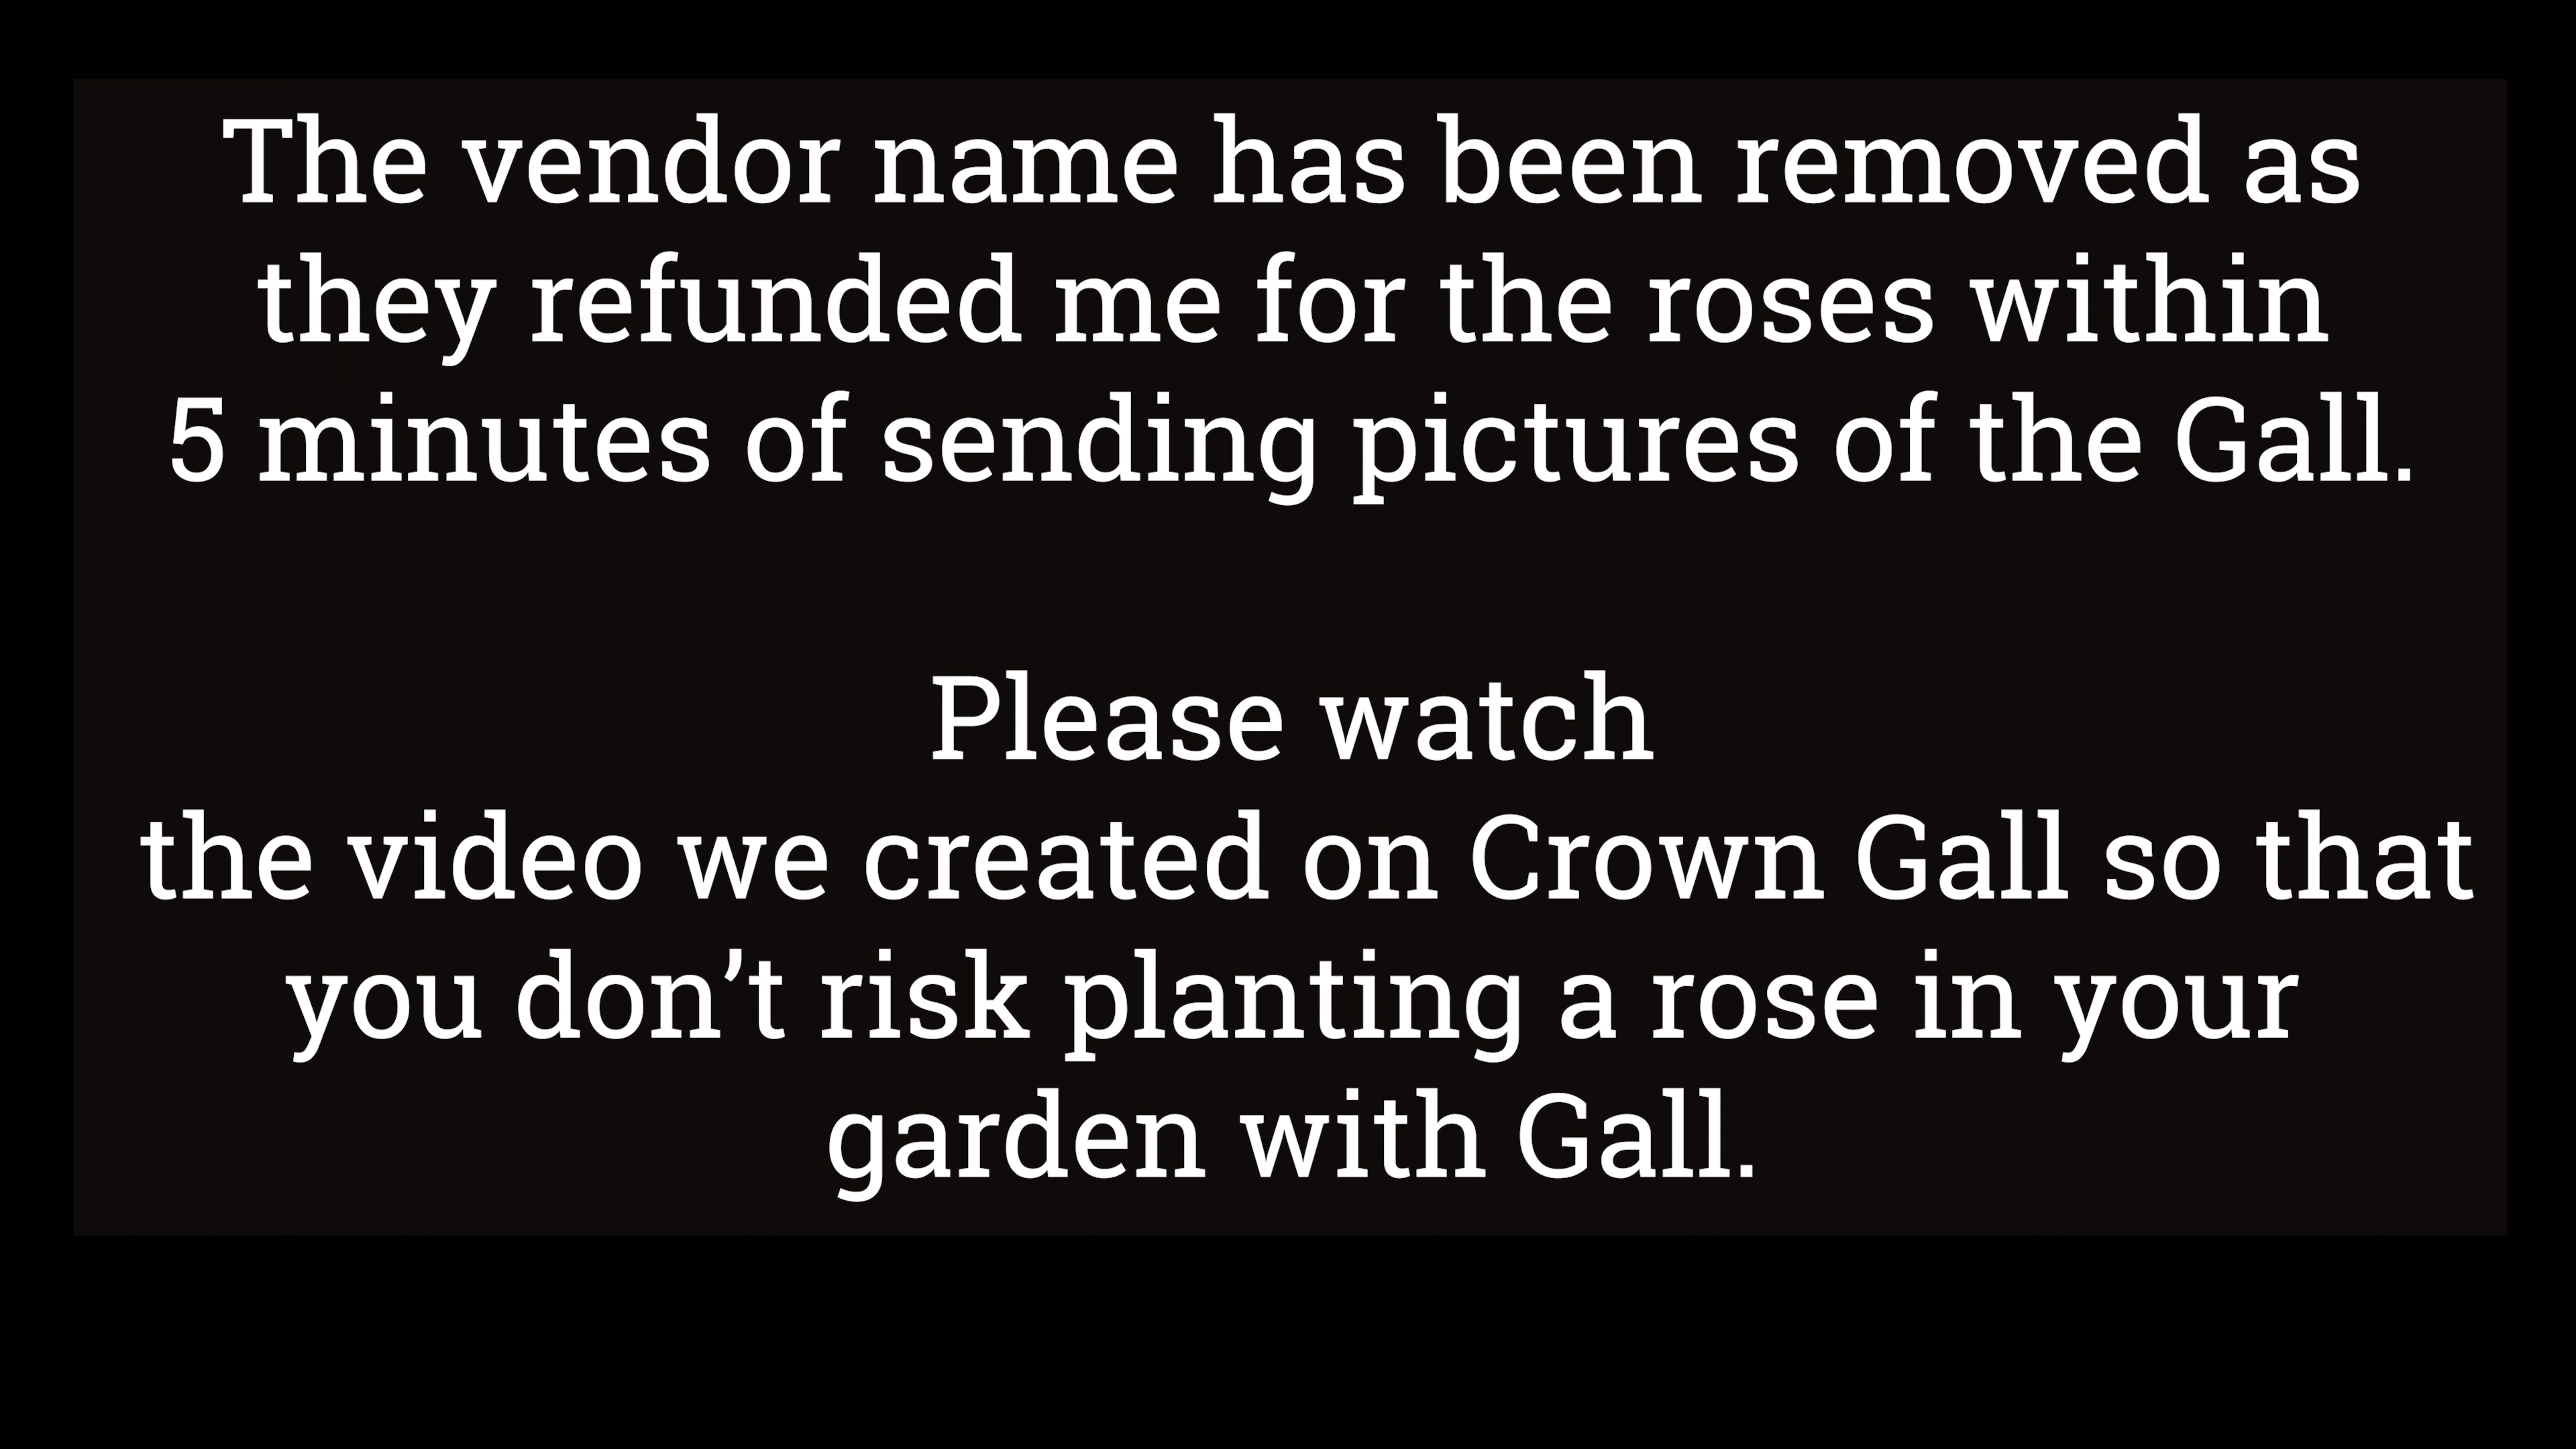 The vendor name has been removed as
they refunded me for the roses within
5 minutes of sending pictures of the Gall.
Please watch
the video we created on Crown Gall so that
you don’t risk planting a rose in your
garden with Gall.